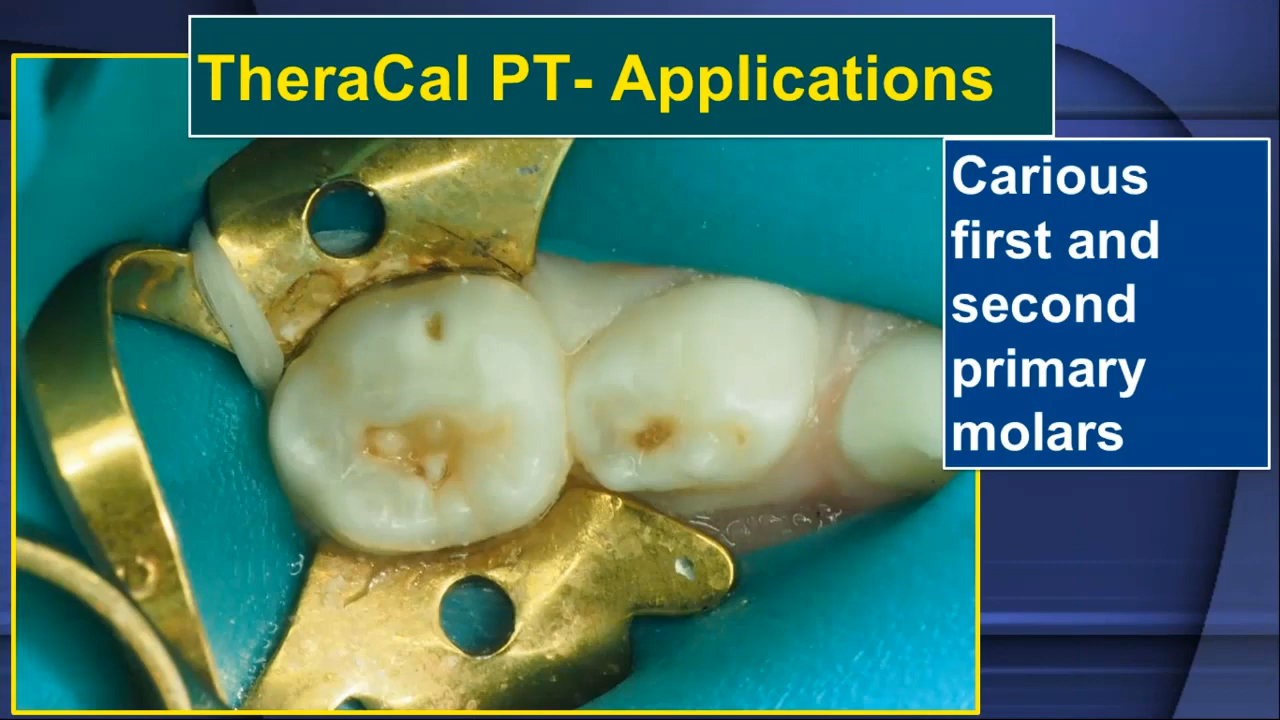 TheraCal PT- Applications
Carious
first and
second
primary
molars